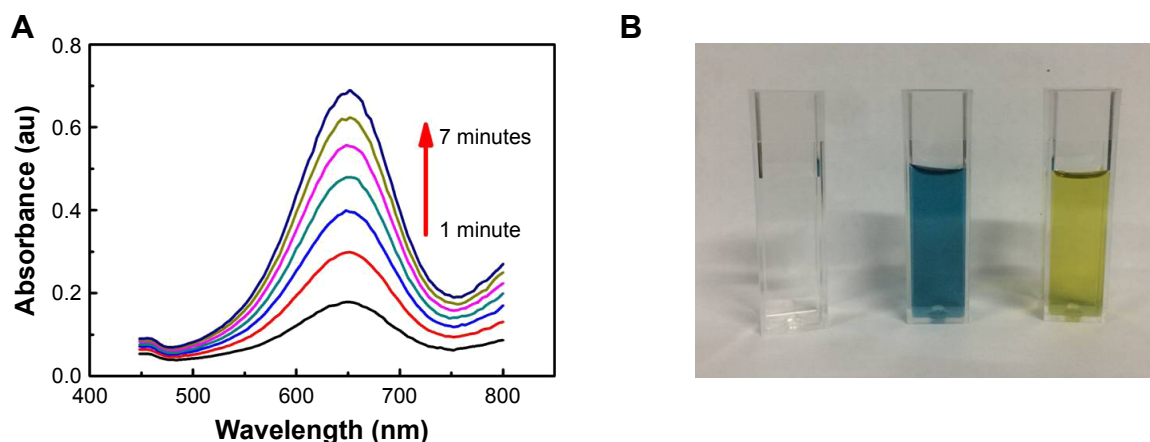 A
B
0.8
0.6
0.4
0.2
0.0
Absorbance (au)
7 minutes
1 minute
400 500 600 700 800
Wavelength (nm)